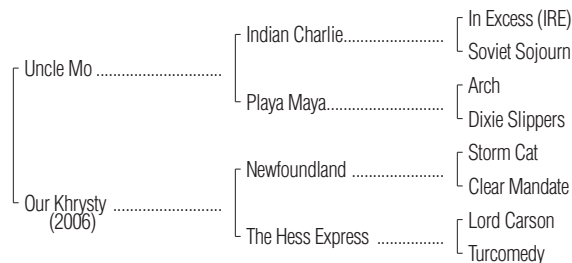 In Excess (IRE)
Indian Charlie
Soviet Sojourn
Uncle Mo
Arch
Playa Maya
Dixie Slippers
Storm Cat
Newfoundland
Clear Mandate
Our Khrysty
(2006)
Lord Carson
The Hess Express
Turcomedy